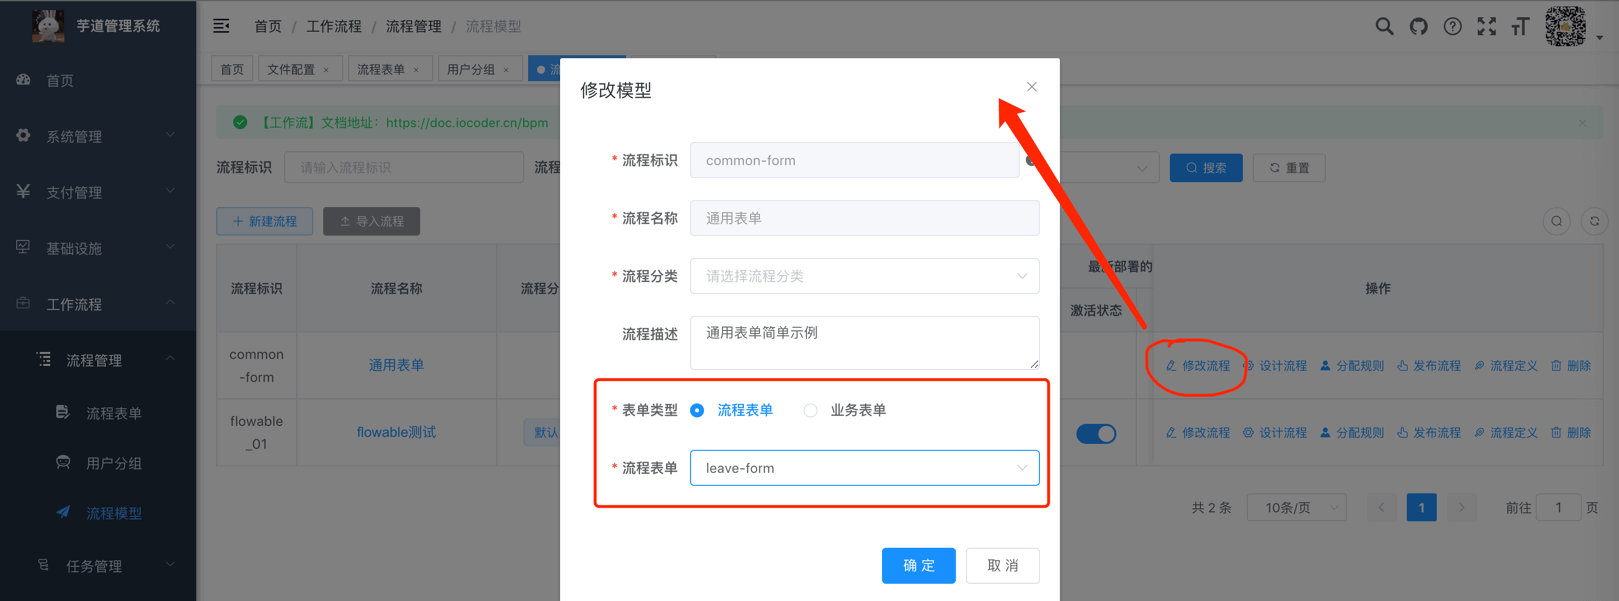 芋道管理系统
首页 / 工作流程 / 流程管理 / 流程模型
首页
文件配置 ×
流程表单 ×
用户分组 ×
流
首页
系统管理
支付管理
基础设施
工作流程
流程管理
流程表单
用户分组
流程模型
任务管理
【工作流】文档地址：https://doc.iocoder.cn/bpm
流程标识 请输入流程标识 流程
搜索 重置
新建流程 导入流程
流程标识 流程名称 流程分
最新部署的
激活状态
操作
common
-form
通用表单
修改流程 设计流程 分配规则 发布流程 流程定义 删除
flowable
_01
flowable测试
默认
修改流程 设计流程 分配规则 发布流程 流程定义 删除
共 2 条 10条/页 1 前往 1 页
修改模型
* 流程标识 common-form
* 流程名称 通用表单
* 流程分类 请选择流程分类
流程描述 通用表单简单示例
* 表单类型 流程表单 业务表单
* 流程表单 leave-form
确 定 取 消